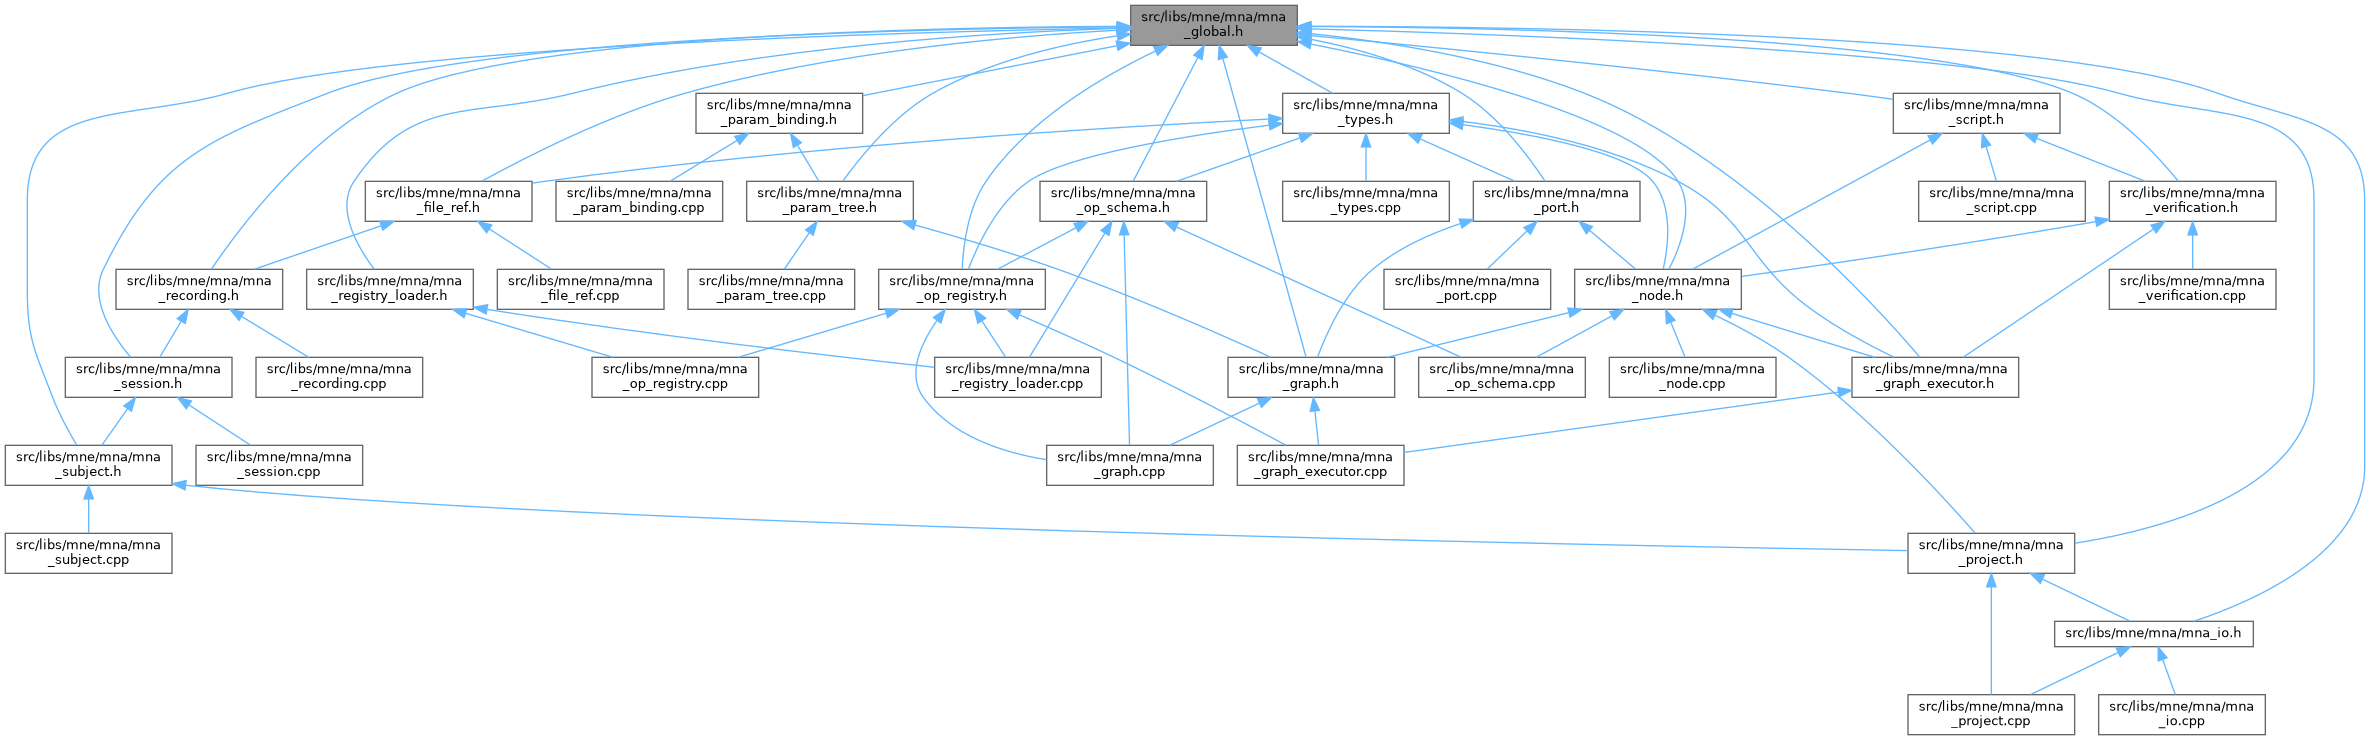 src/libs/mne/mna/mna
_global.h
src/libs/mne/mna/mna
_param_binding.h
src/libs/mne/mna/mna
_types.h
src/libs/mne/mna/mna
_script.h
src/libs/mne/mna/mna
_file_ref.h
src/libs/mne/mna/mna
_param_binding.cpp
src/libs/mne/mna/mna
_param_tree.h
src/libs/mne/mna/mna
_op_schema.h
src/libs/mne/mna/mna
_types.cpp
src/libs/mne/mna/mna
_port.h
src/libs/mne/mna/mna
_script.cpp
src/libs/mne/mna/mna
_verification.h
src/libs/mne/mna/mna
_recording.h
src/libs/mne/mna/mna
_registry_loader.h
src/libs/mne/mna/mna
_file_ref.cpp
src/libs/mne/mna/mna
_param_tree.cpp
src/libs/mne/mna/mna
_op_registry.h
src/libs/mne/mna/mna
_port.cpp
src/libs/mne/mna/mna
_node.h
src/libs/mne/mna/mna
_verification.cpp
src/libs/mne/mna/mna
_session.h
src/libs/mne/mna/mna
_recording.cpp
src/libs/mne/mna/mna
_op_registry.cpp
src/libs/mne/mna/mna
_registry_loader.cpp
src/libs/mne/mna/mna
_graph.h
src/libs/mne/mna/mna
_op_schema.cpp
src/libs/mne/mna/mna
_node.cpp
src/libs/mne/mna/mna
_graph_executor.h
src/libs/mne/mna/mna
_subject.h
src/libs/mne/mna/mna
_session.cpp
src/libs/mne/mna/mna
_graph.cpp
src/libs/mne/mna/mna
_graph_executor.cpp
src/libs/mne/mna/mna
_subject.cpp
src/libs/mne/mna/mna
_project.h
src/libs/mne/mna/mna_io.h
src/libs/mne/mna/mna
_project.cpp
src/libs/mne/mna/mna
_io.cpp